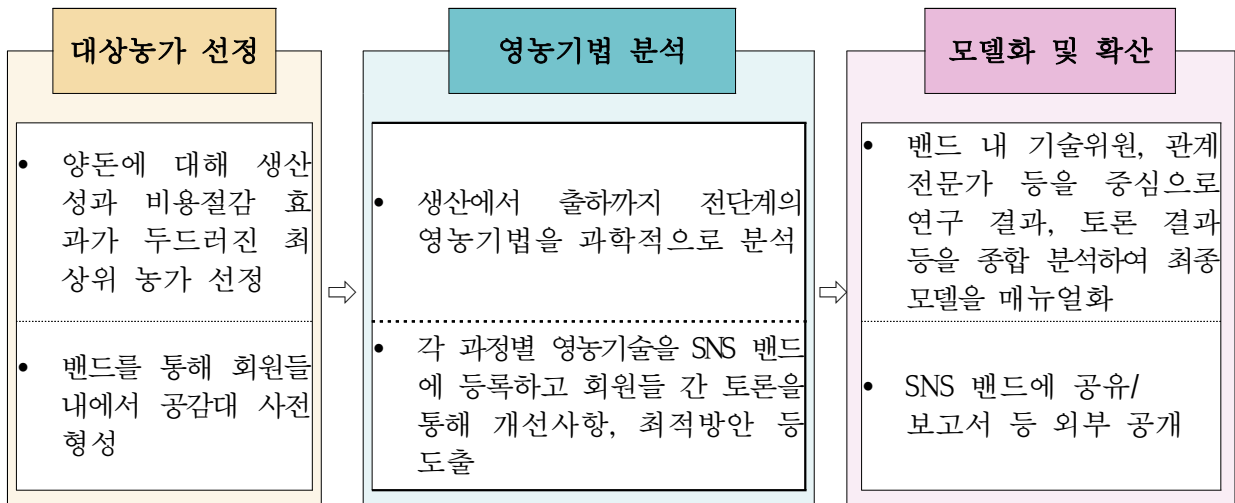 대상농가 선정
• 양돈에 대해 생산
성과 비용절감 효
과가 두드러진 최
상위 농가 선정
• 밴드를 통해 회원들
내에서 공감대 사전
형성
⇨
영농기법 분석
• 생산에서 출하까지 전단계의
영농기법을 과학적으로 분석
• 각 과정별 영농기술을 SNS 밴드
에 등록하고 회원들 간 토론을
통해 개선사항, 최적방안 등
도출
⇨
모델화 및 확산
• 밴드 내 기술위원, 관계
전문가 등을 중심으로
연구 결과, 토론 결과
등을 종합 분석하여 최종
모델을 매뉴얼화
• SNS 밴드에 공유/
보고서 등 외부 공개